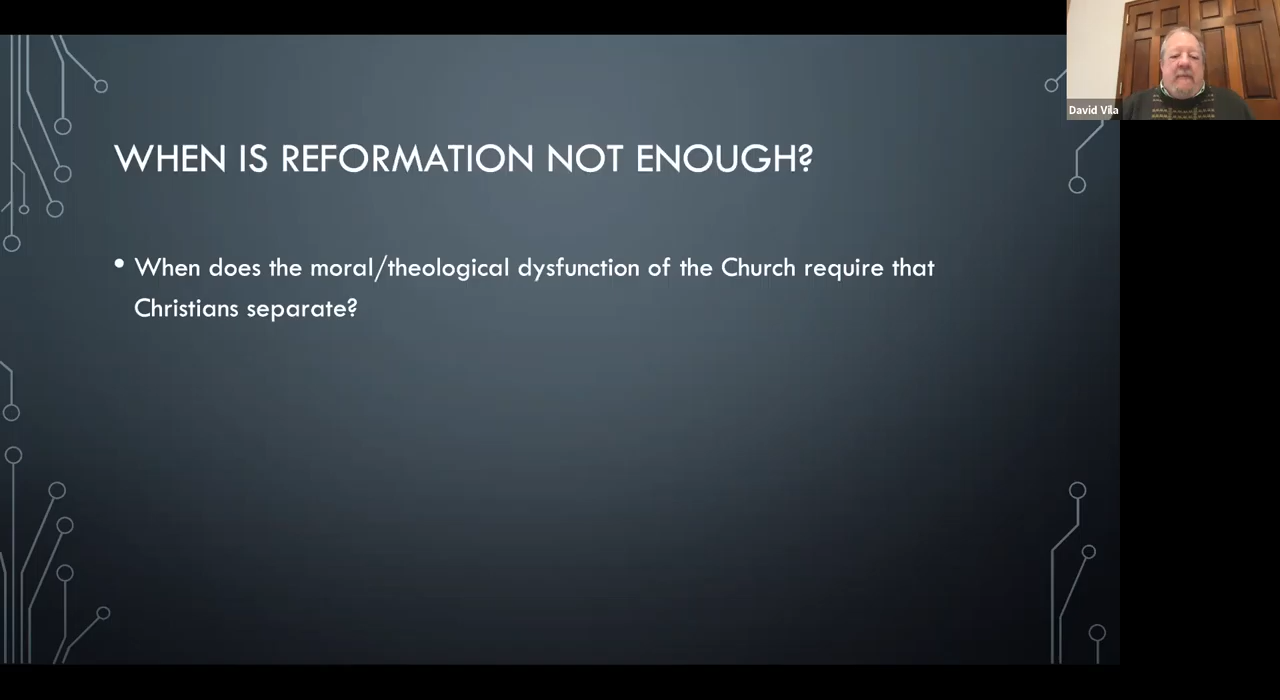 WHEN IS REFORMATION NOT ENOUGH?
• When does the moral/theological dysfunction of the Church require that
Christians separate?
David Vila